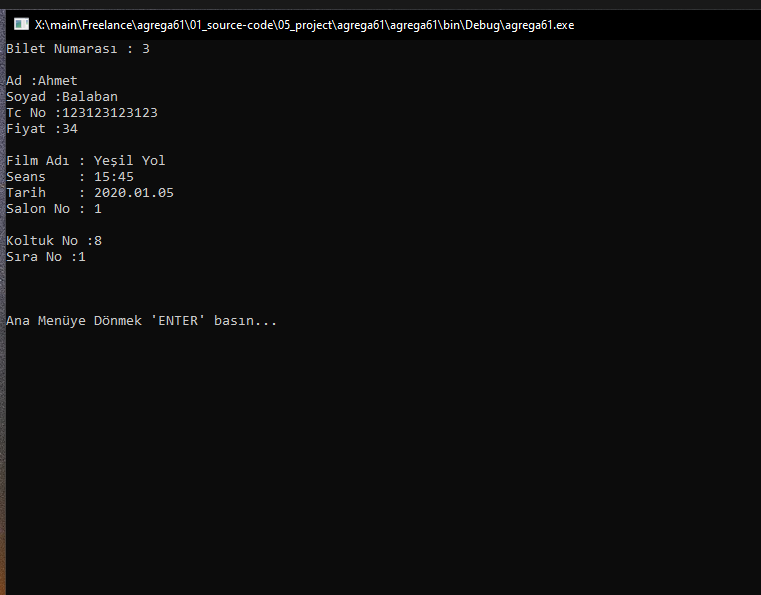 X:\main\Freelance\agrega61\01_source-code\05_project\agrega61\agrega61\bin\Debug\agrega61.exe
Bilet Numarası : 3
Ad :Ahmet
Soyad :Balaban
Tc No :123123123123
Fiyat :34
Film Adı : Yeşil Yol
Seans    : 15:45
Tarih    : 2020.01.05
Salon No : 1
Koltuk No :8
Sıra No :1
Ana Menüye Dönmek 'ENTER' basın...